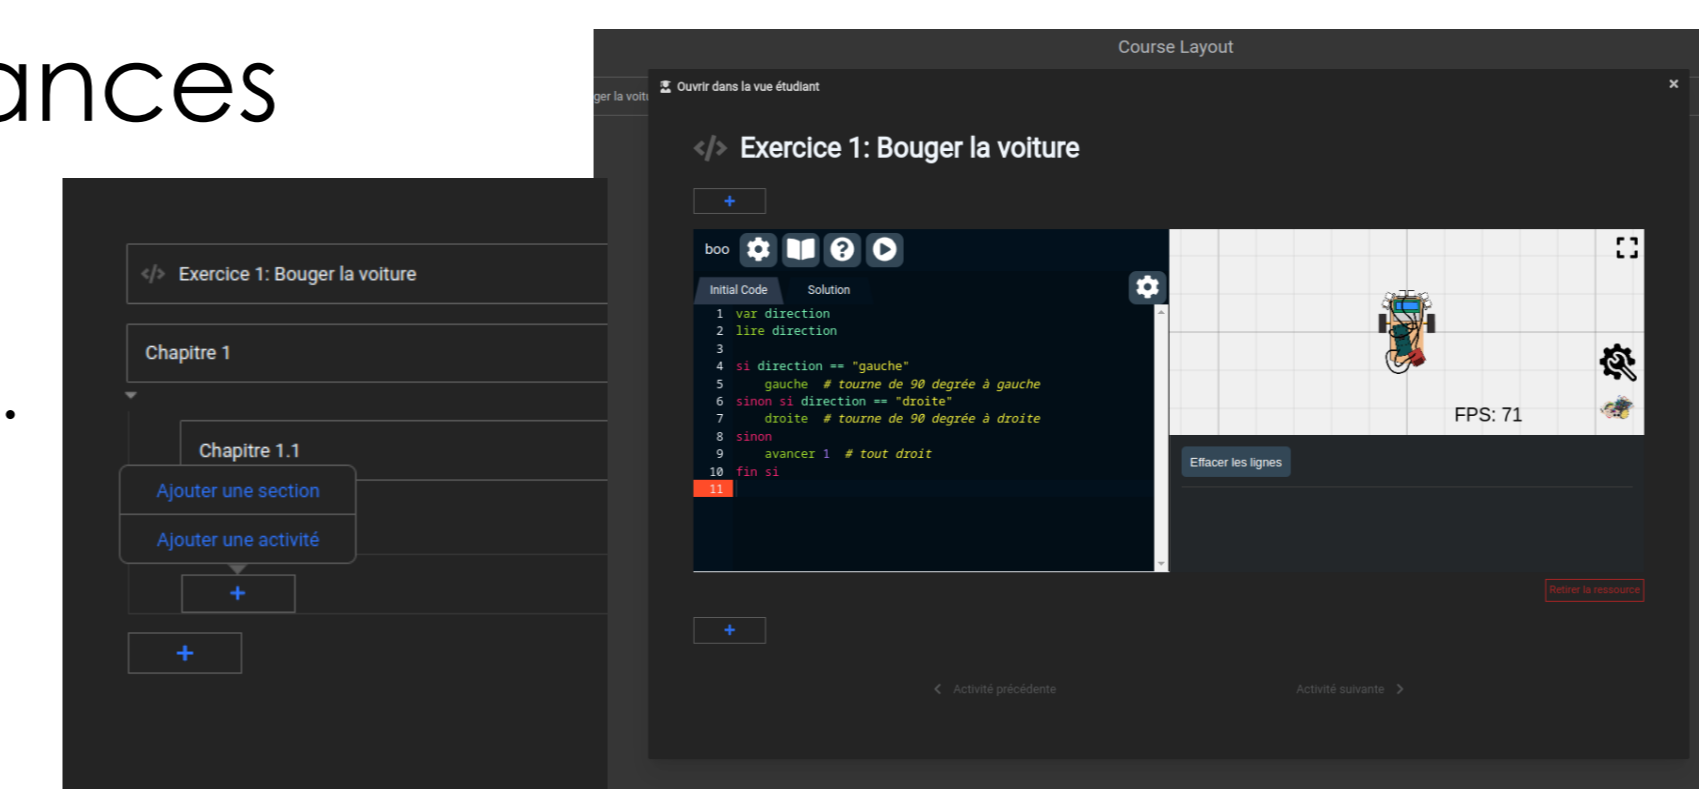 ances
Exercice 1: Bouger la voiture
Chapitre 1
Chapitre 1.1
Ajouter une section
Ajouter une activité
+
+
Course Layout
ger la voitu
Ouvrir dans la vue étudiant
</> Exercice 1: Bouger la voiture
+
boo
Initial Code Solution
1 var direction
2 lire direction
3
4 si direction == "gauche"
5 gauche # tourne de 90 degrée à gauche
6 sinon si direction == "droite"
7 droite # tourne de 90 degrée à droite
8 sinon
9 avancer 1 # tout droit
10 fin si
11
FPS: 71
Effacer les lignes
Retirer la ressource
+
Activité précédente
Activité suivante